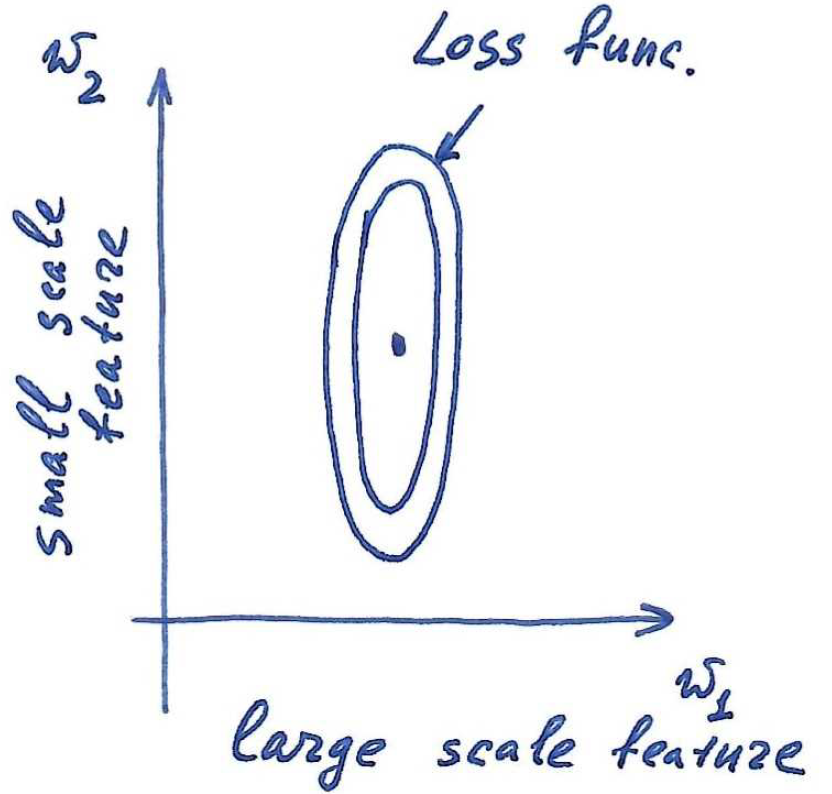 Loss func.
w₂
small scale
feature
w₁
large scale feature